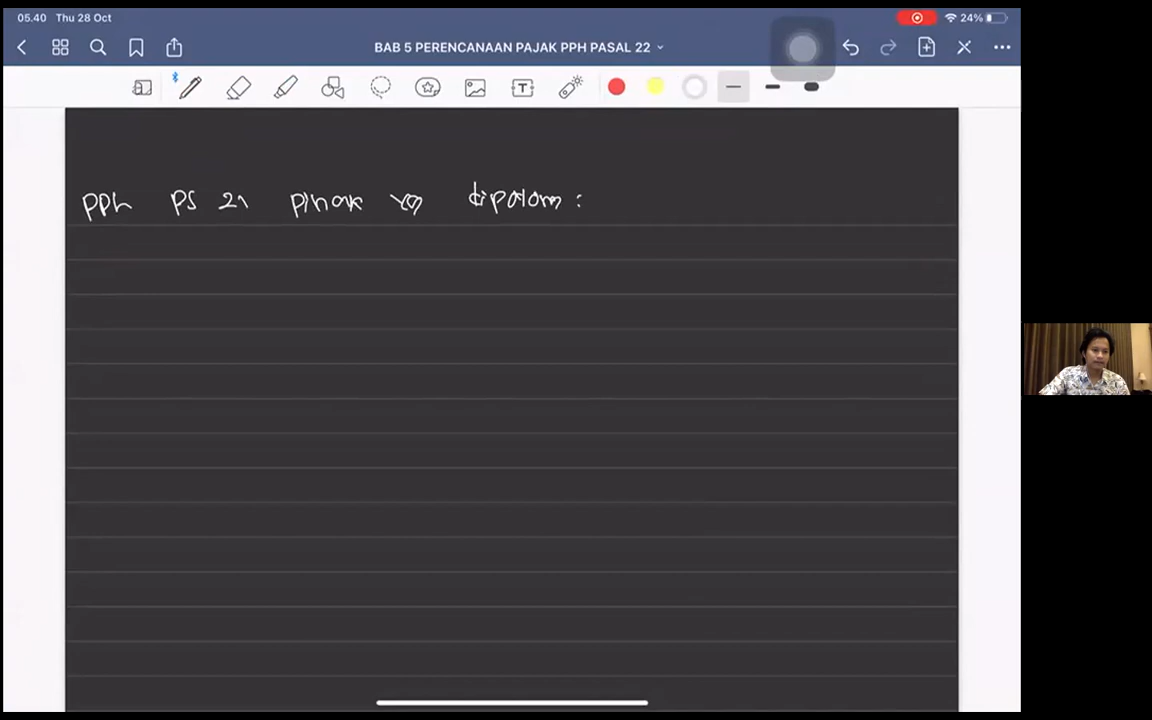 05.40 Thu 28 Oct
24%
BAB 5 PERENCANAAN PAJAK PPH PASAL 22
T
PPh PS 21 Pihak yg dipotong :